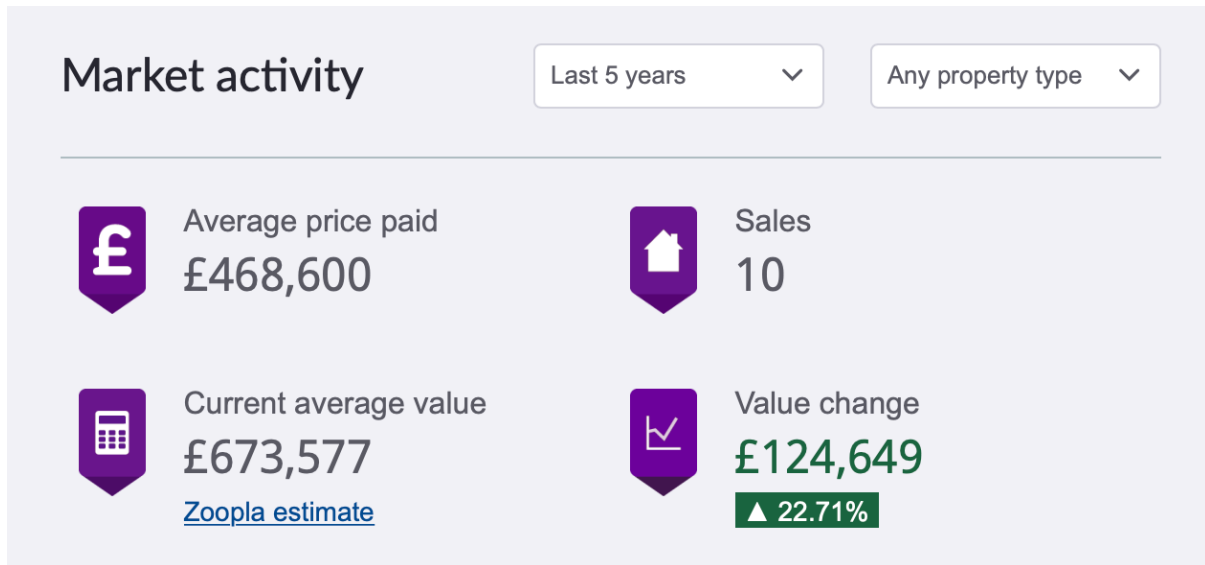 Market activity
Last 5 years
Any property type
£
Average price paid
£468,600
Sales
10
Current average value
£673,577
Zoopla estimate
Value change
£124,649
▲ 22.71%